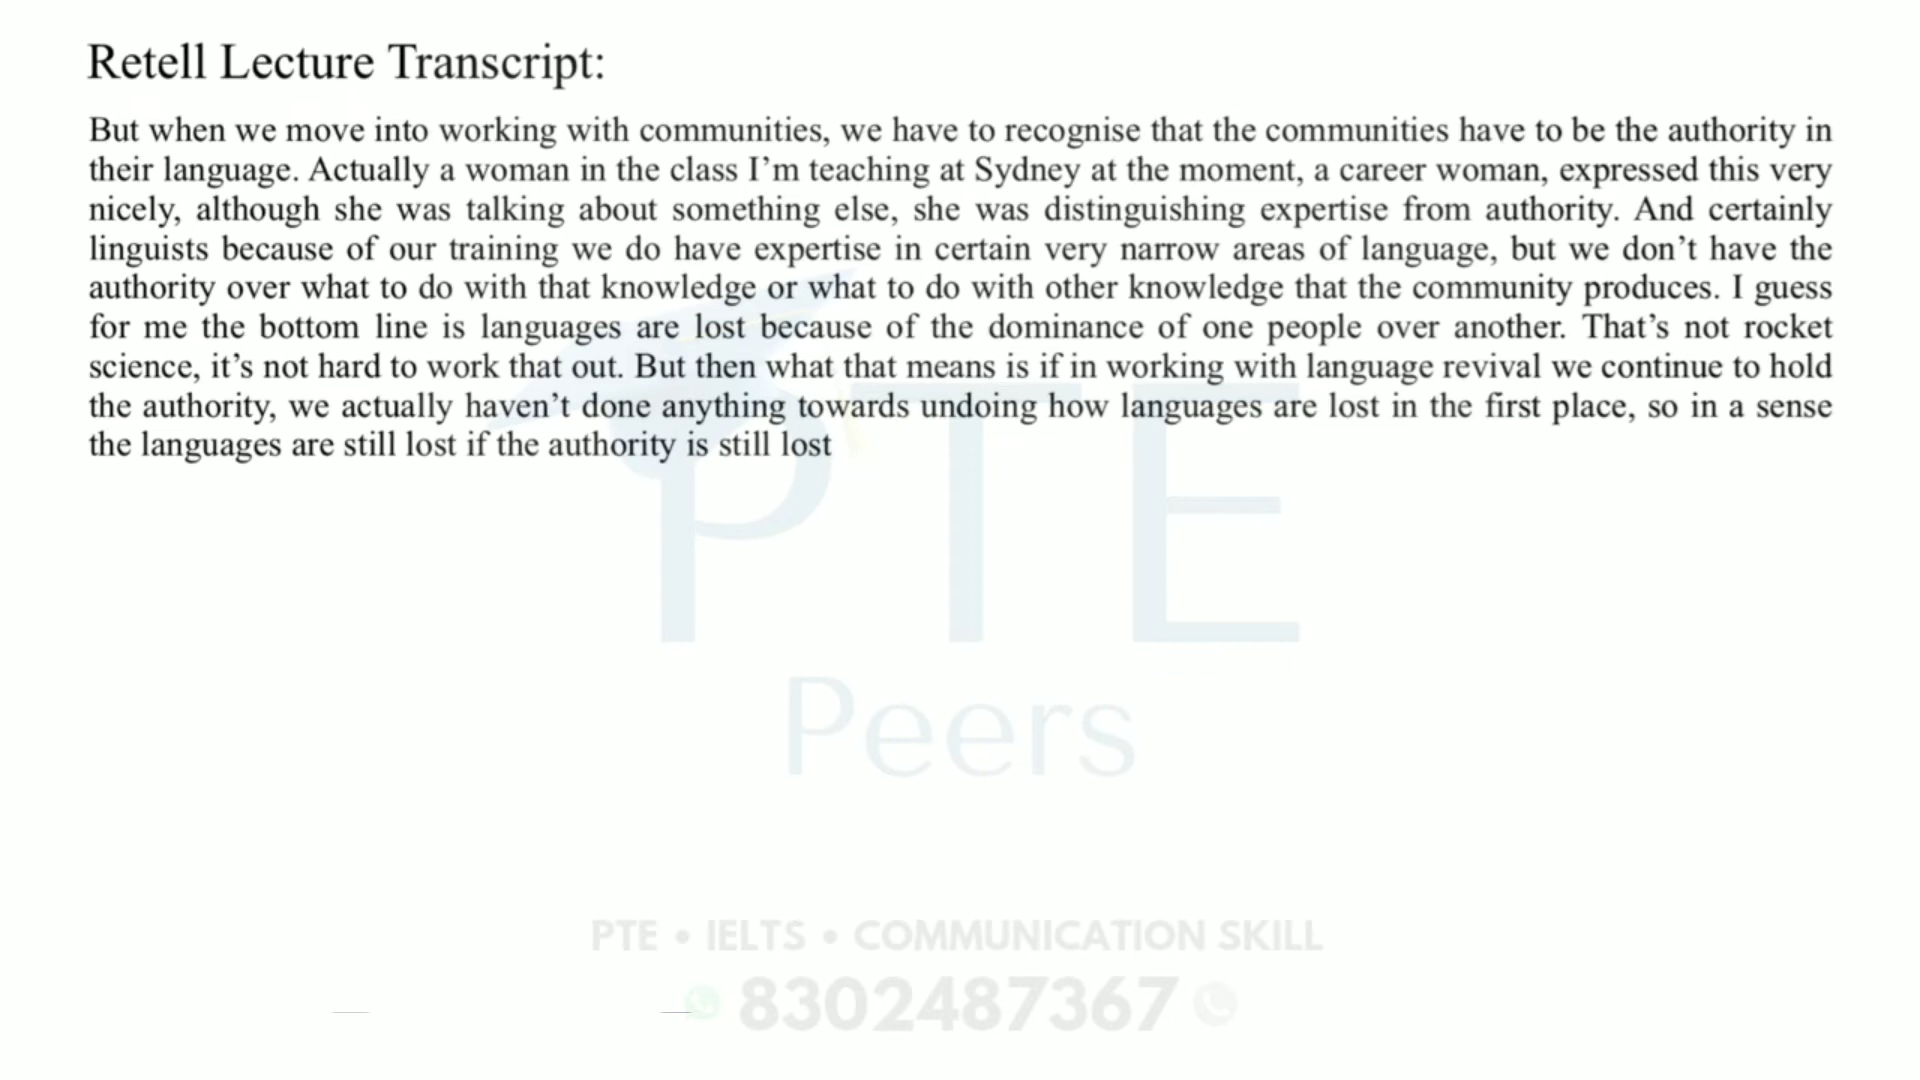 Retell Lecture Transcript:
But when we move into working with communities, we have to recognise that the communities have to be the authority in
their language. Actually a woman in the class I’m teaching at Sydney at the moment, a career woman, expressed this very
nicely, although she was talking about something else, she was distinguishing expertise from authority. And certainly
linguists because of our training we do have expertise in certain very narrow areas of language, but we don’t have the
authority over what to do with that knowledge or what to do with other knowledge that the community produces. I guess
for me the bottom line is languages are lost because of the dominance of one people over another. That’s not rocket
science, it’s not hard to work that out. But then what that means is if in working with language revival we continue to hold
the authority, we actually haven’t done anything towards undoing how languages are lost in the first place, so in a sense
the languages are still lost if the authority is still lost
PTE
Peers
PTE • IELTS • COMMUNICATION SKILL
8302487367